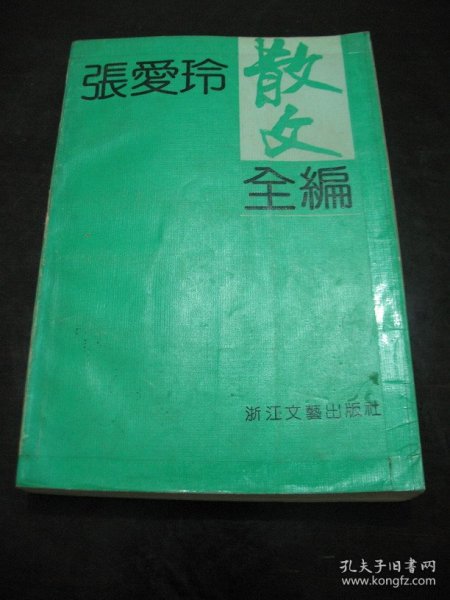 張愛玲
散文
全編
浙江文藝出版社
孔夫子旧书网
www.kongfz.com